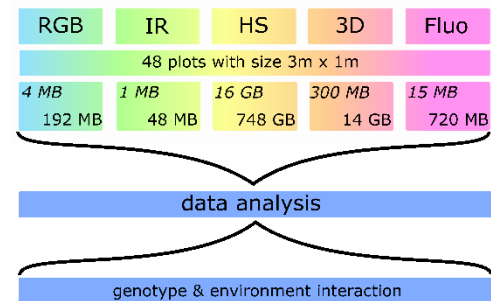 RGB IR HS 3D Fluo
48 plots with size 3m x 1m
4 MB 1 MB 16 GB 300 MB 15 MB
192 MB 48 MB 748 GB 14 GB 720 MB
data analysis
genotype & environment interaction